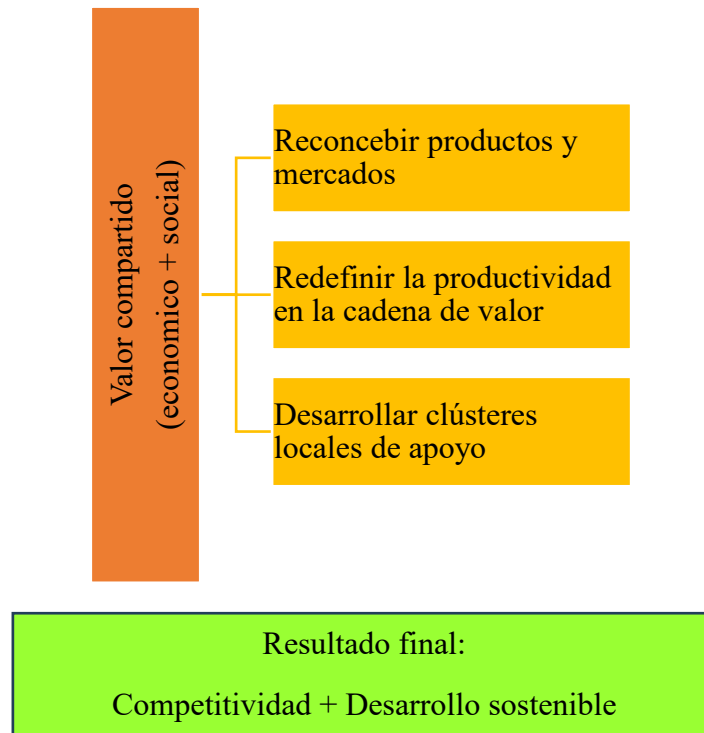 Valor compartido
(economico + social)
Reconcebir productos y
mercados
Redefinir la productividad
en la cadena de valor
Desarrollar clústeres
locales de apoyo
Resultado final:
Competitividad + Desarrollo sostenible